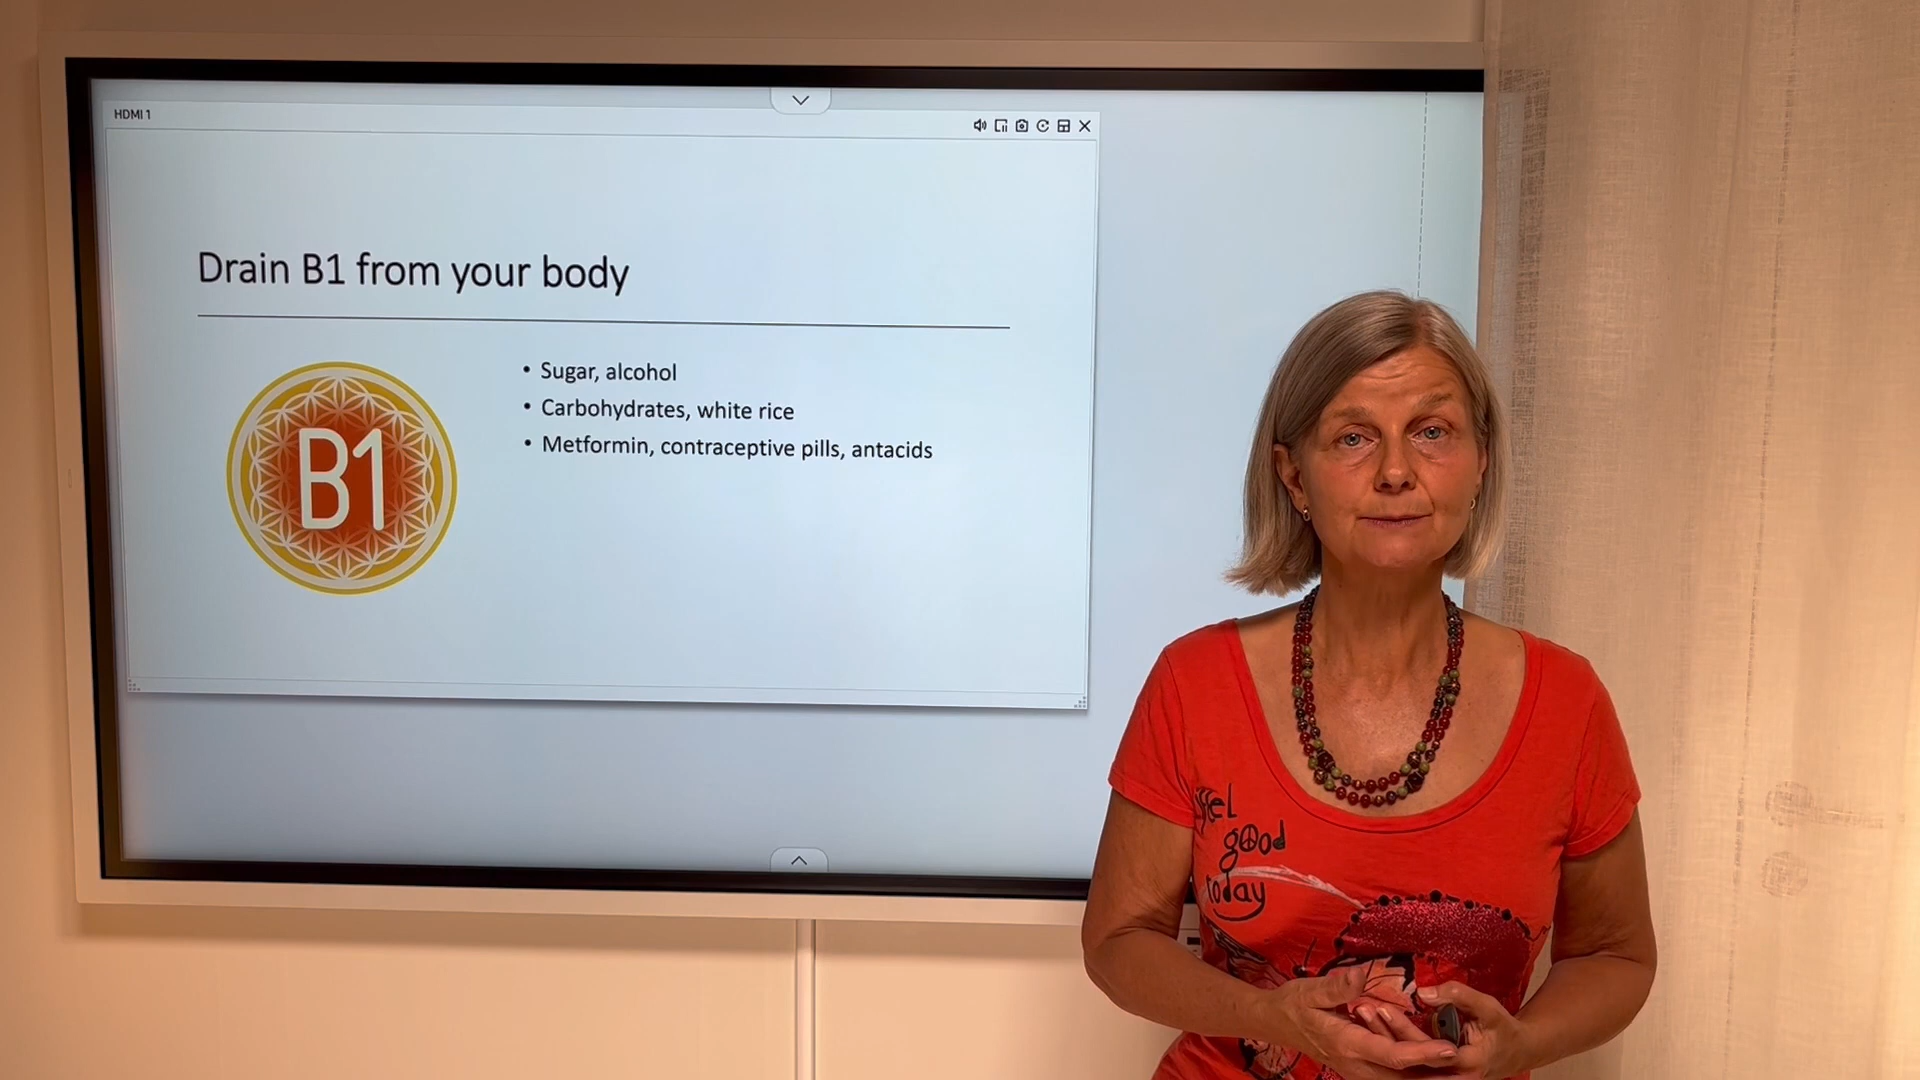 HDMI 1
Drain B1 from your body
B1
• Sugar, alcohol
• Carbohydrates, white rice
• Metformin, contraceptive pills, antacids
good
today